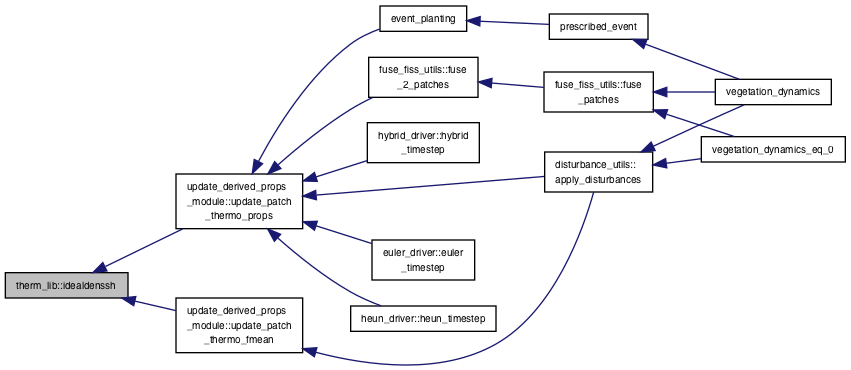 event_planting
prescribed_event
fuse_fiss_utils::fuse
_2_patches
fuse_fiss_utils::fuse
_patches
vegetation_dynamics
hybrid_driver::hybrid
_timestep
vegetation_dynamics_eq_0
disturbance_utils::
apply_disturbances
update_derived_props
_module::update_patch
_thermo_props
euler_driver::euler
_timestep
therm_lib::idealdenssh
heun_driver::heun_timestep
update_derived_props
_module::update_patch
_thermo_fmean